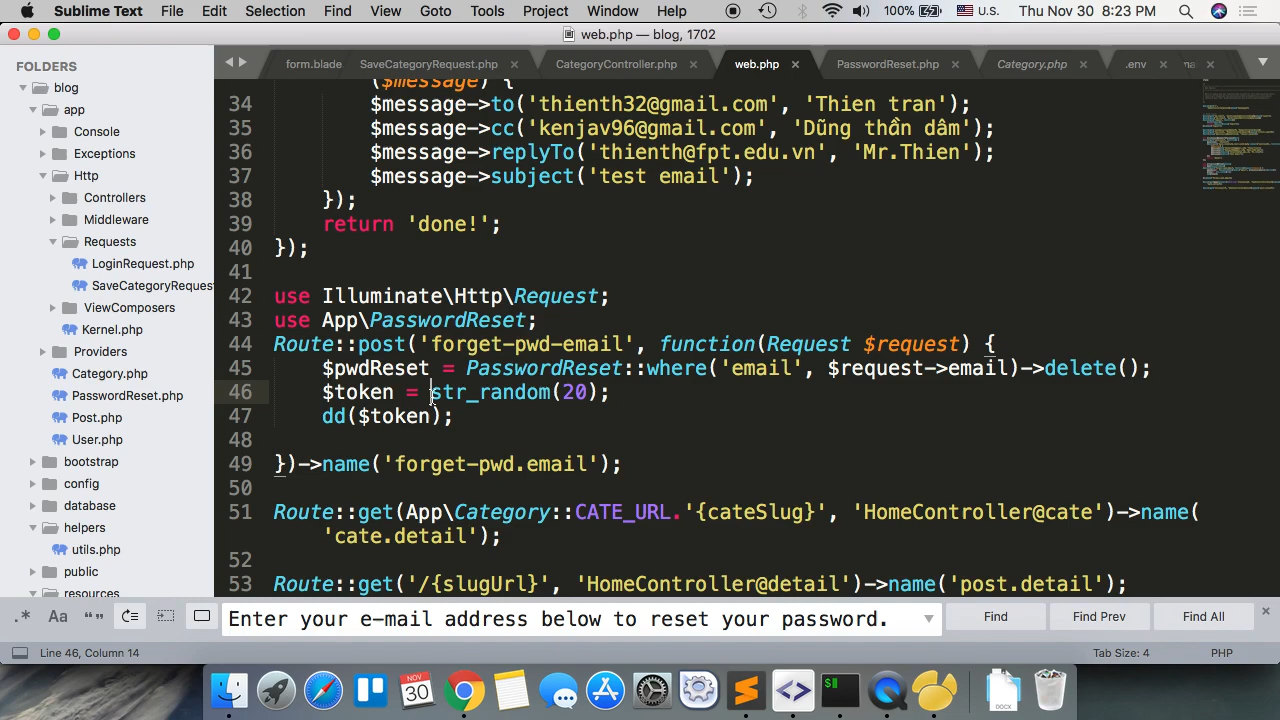 Sublime Text File Edit Selection Find View Goto Tools Project Window Help 100% U.S. Thu Nov 30 8:23 PM
web.php — blog, 1702
FOLDERS
form.blade SaveCategoryRequest.php CategoryController.php web.php PasswordReset.php Category.php .env
blog
app
Console
Exceptions
Http
Controllers
Middleware
Requests
LoginRequest.php
SaveCategoryReques
ViewComposers
Kernel.php
Providers
Category.php
PasswordReset.php
Post.php
User.php
bootstrap
config
database
helpers
utils.php
public
resources
($message) {
34 $message->to('thienth32@gmail.com', 'Thien tran');
35 $message->cc('kenjav96@gmail.com', 'Dũng thần dâm');
36 $message->replyTo('thienth@fpt.edu.vn', 'Mr.Thien');
37 $message->subject('test email');
38 });
39 return 'done!';
40 });
41
42 use Illuminate\Http\Request;
43 use App\PasswordReset;
44 Route::post('forget-pwd-email', function(Request $request) {
45 $pwdReset = PasswordReset::where('email', $request->email)->delete();
46 $token = str_random(20);
47 dd($token);
48
49 })->name('forget-pwd.email');
50
51 Route::get(App\Category::CATE_URL.'{cateSlug}', 'HomeController@cate')->name(
'cate.detail');
52
53 Route::get('/{slugUrl}', 'HomeController@detail')->name('post.detail');
.* Aa “” Enter your e-mail address below to reset your password. Find Find Prev Find All
Line 46, Column 14 Tab Size: 4 PHP
NOV
30
DOCX